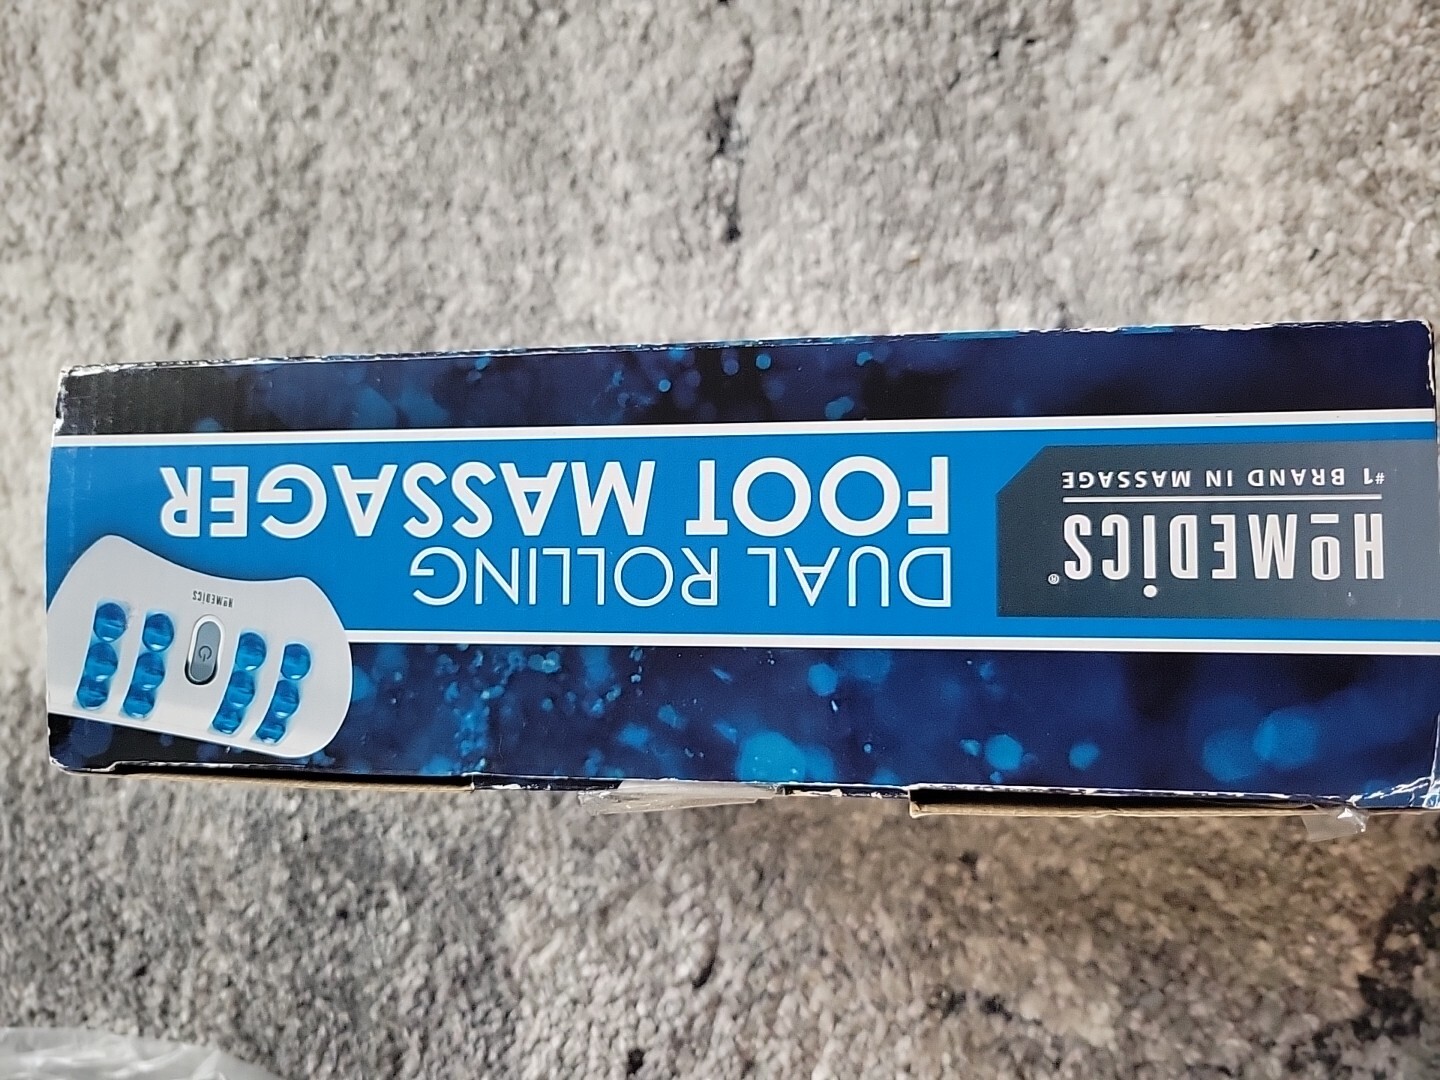 HoMEDiCS®
#1 BRAND IN MASSAGE
DUAL ROLLING
FOOT MASSAGER
HoMEDiCS